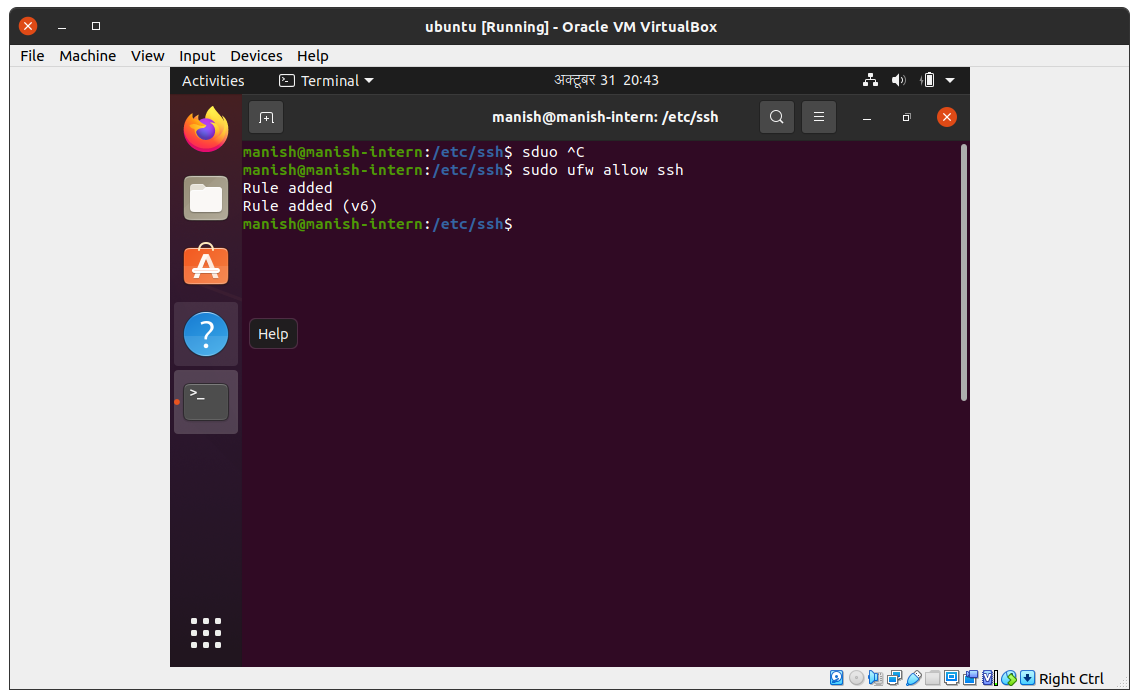 ubuntu [Running] - Oracle VM VirtualBox
File Machine View Input Devices Help
Activities Terminal अक्टूबर 31 20:43
manish@manish-intern: /etc/ssh
manish@manish-intern:/etc/ssh$ sduo ^C
manish@manish-intern:/etc/ssh$ sudo ufw allow ssh
Rule added
Rule added (v6)
manish@manish-intern:/etc/ssh$
Help
Right Ctrl